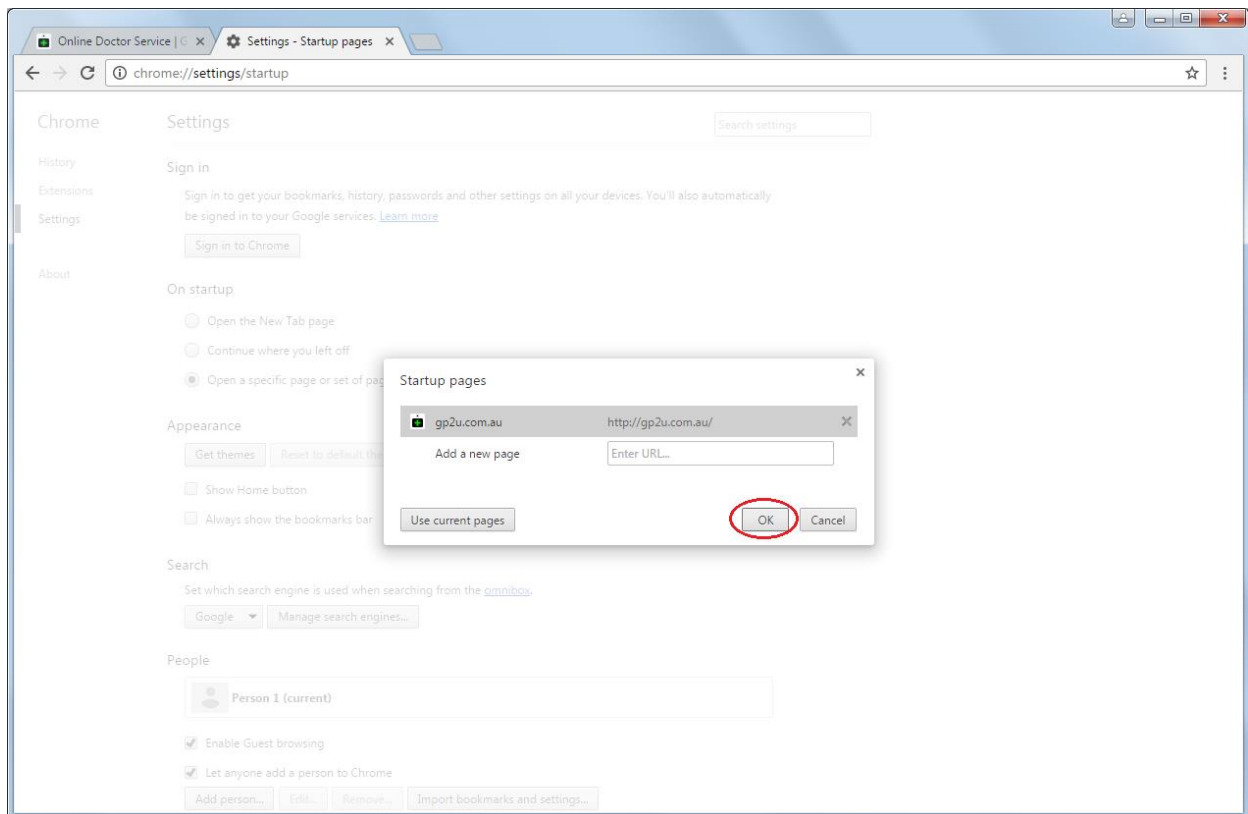 Online Doctor Service | G
Settings - Startup pages
chrome://settings/startup
Chrome
Settings
Search settings
History
Extensions
Settings
About
Sign in
Sign in to get your bookmarks, history, passwords and other settings on all your devices. You'll also automatically
be signed in to your Google services. Learn more
Sign in to Chrome
On startup
Open the New Tab page
Continue where you left off
Open a specific page or set of pag
Startup pages
gp2u.com.au http://gp2u.com.au/
Add a new page Enter URL...
Use current pages OK Cancel
Appearance
Get themes Reset to default the
Show Home button
Always show the bookmarks bar
Search
Set which search engine is used when searching from the omnibox.
Google Manage search engines...
People
Person 1 (current)
Enable Guest browsing
Let anyone add a person to Chrome
Add person... Edit... Remove... Import bookmarks and settings...